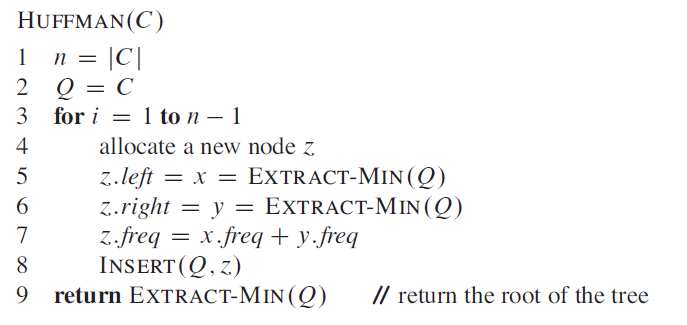 HUFFMAN(C)
1 n = |C|
2 Q = C
3 for i = 1 to n − 1
4 allocate a new node z
5 z.left = x = EXTRACT-MIN(Q)
6 z.right = y = EXTRACT-MIN(Q)
7 z.freq = x.freq + y.freq
8 INSERT(Q, z)
9 return EXTRACT-MIN(Q) // return the root of the tree